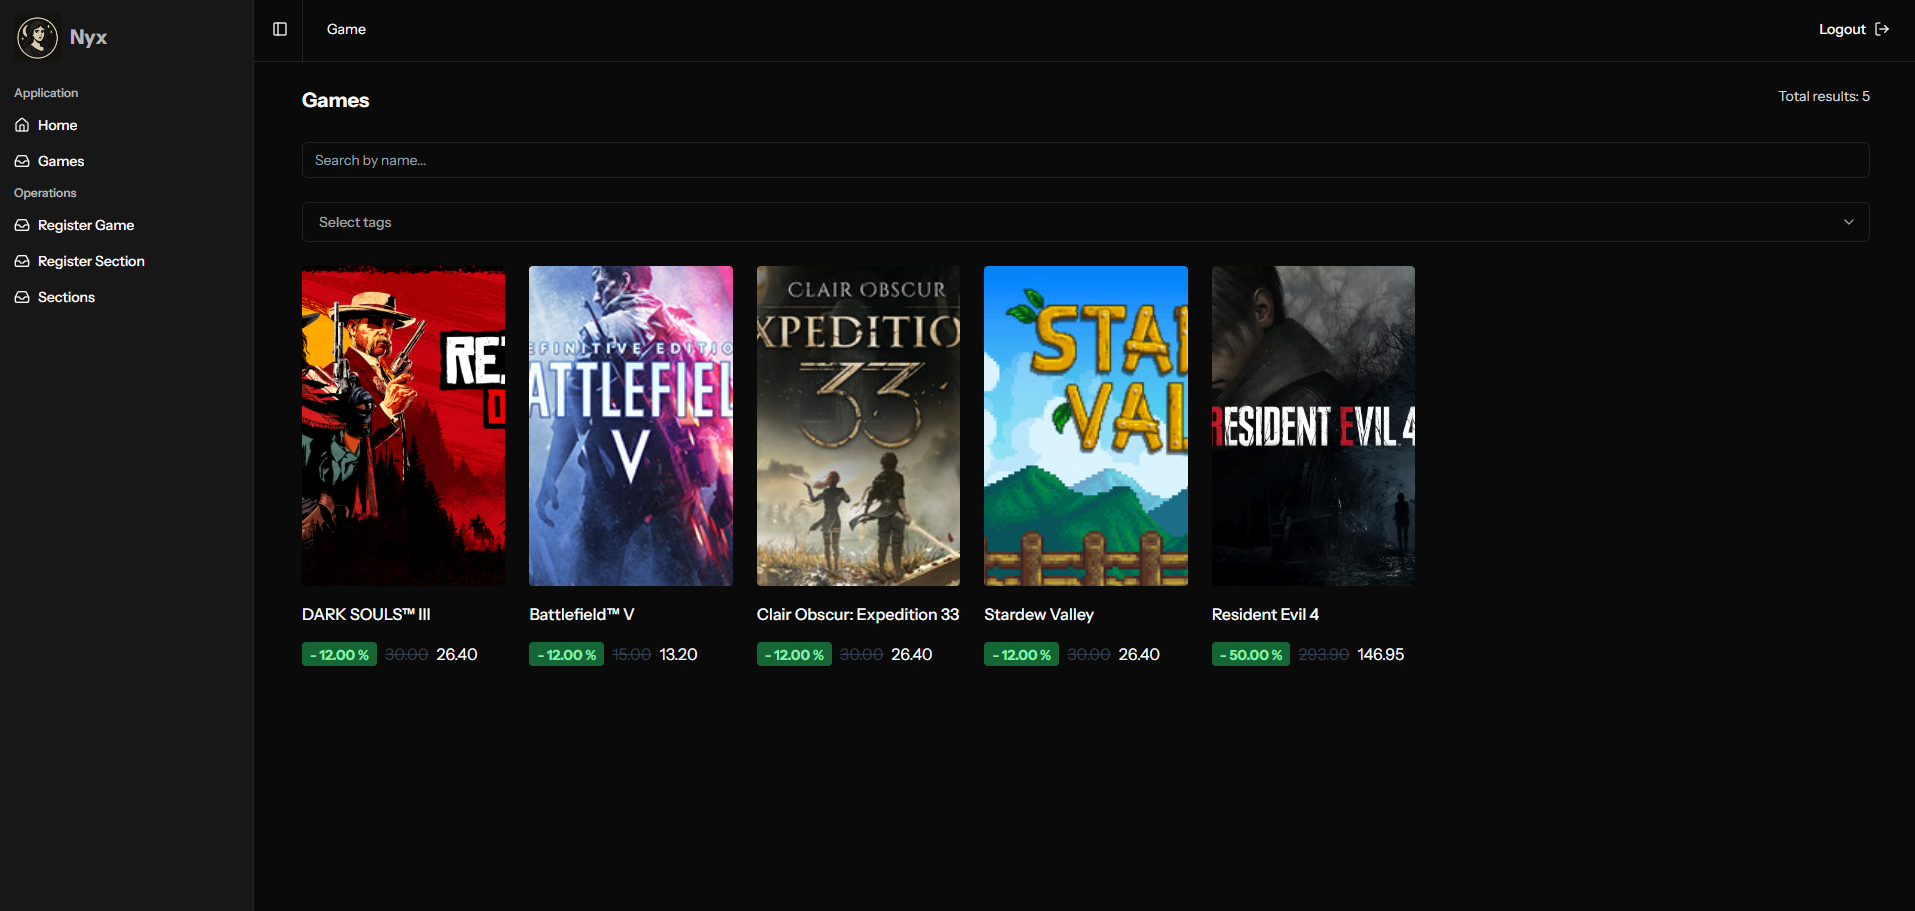 Nyx
Application
Home
Games
Operations
Register Game
Register Section
Sections
Game
Logout
Games
Total results: 5
Search by name...
Select tags
RE
DEFINITIVE EDITIO
ATTLEFIEL
V
CLAIR OBSCUR
XPEDITIO
33
STA
VAL
RESIDENT EVIL 4
DARK SOULS™ III
- 12.00 % 30.00 26.40
Battlefield™ V
- 12.00 % 15.00 13.20
Clair Obscur: Expedition 33
- 12.00 % 30.00 26.40
Stardew Valley
- 12.00 % 30.00 26.40
Resident Evil 4
- 50.00 % 293.90 146.95